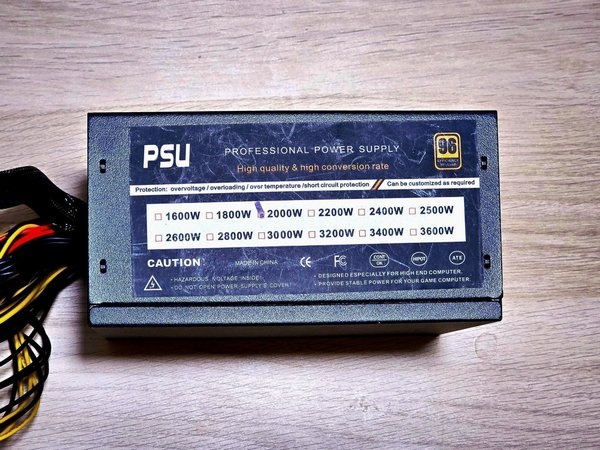 PSU
PROFESSIONAL POWER SUPPLY
High quality & high conversion rate
96
EFFICIENCY
Protection: overvoltage / overloading / over temperature /short circuit protection // Can be customized as required
1600W 1800W 2000W 2200W 2400W 2500W
2600W 2800W 3000W 3200W 3400W 3600W
CAUTION: MADE IN CHINA CE FC HIPOT ATE
• HAZARDOUS VOLTAGE INSIDE!
• DO NOT OPEN POWER SUPPLY'S COVER!
• DESIGNED ESPECIALLY FOR HIGH END COMPUTER.
• PROVIDE STABLE POWER FOR YOUR GAME COMPUTER.